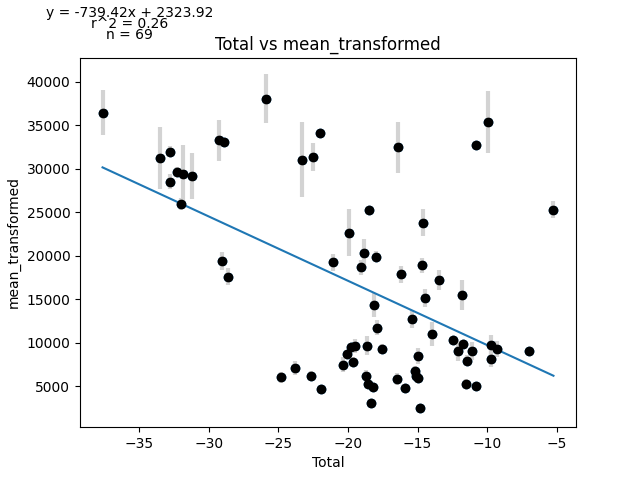 y = -739.42x + 2323.92
r^2 = 0.26
n = 69
Total vs mean_transformed
40000
35000
30000
25000
20000
15000
10000
5000
mean_transformed
−35 −30 −25 −20 −15 −10 −5
Total